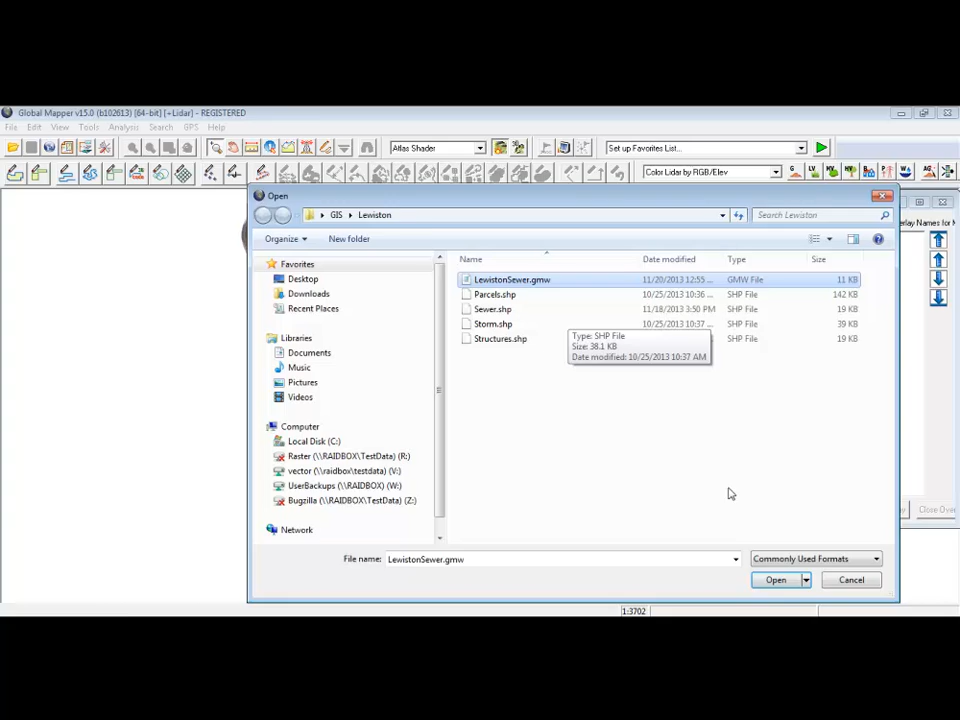 Global Mapper v15.0 (b102613) [64-bit] [+Lidar] - REGISTERED
File Edit View Tools Analysis Search GPS Help
Atlas Shader
Set up Favorites List...
Color Lidar by RGB/Elev
Open
GIS Lewiston
Search Lewiston
Organize New folder
Name Date modified Type Size
Favorites
Desktop
Downloads
Recent Places
Libraries
Documents
Music
Pictures
Videos
Computer
Local Disk (C:)
Raster (\\RAIDBOX\TestData) (R:)
vector (\\raidbox\testdata) (V:)
UserBackups (\\RAIDBOX) (W:)
Bugzilla (\\RAIDBOX\TestData) (Z:)
Network
LewistonSewer.gmw 11/20/2013 12:55 ... GMW File 11 KB
Parcels.shp 10/25/2013 10:36 ... SHP File 142 KB
Sewer.shp 11/18/2013 3:50 PM SHP File 19 KB
Storm.shp 10/25/2013 10:37 ... SHP File 39 KB
Structures.shp SHP File 19 KB
Type: SHP File
Size: 38.1 KB
Date modified: 10/25/2013 10:37 AM
File name: LewistonSewer.gmw
Commonly Used Formats
Open Cancel
erlay Names for M
Close Over
1:3702